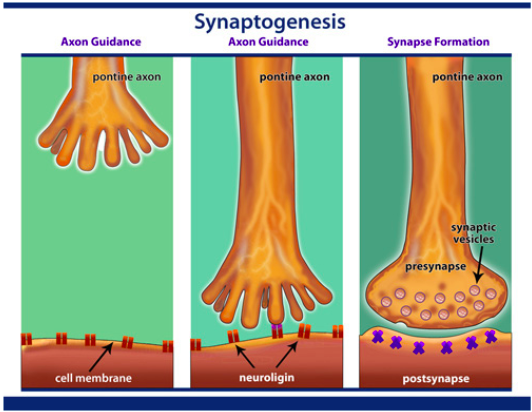 Synaptogenesis
Axon Guidance
Axon Guidance
Synapse Formation
pontine axon
pontine axon
pontine axon
synaptic
vesicles
presynapse
cell membrane
neuroligin
postsynapse